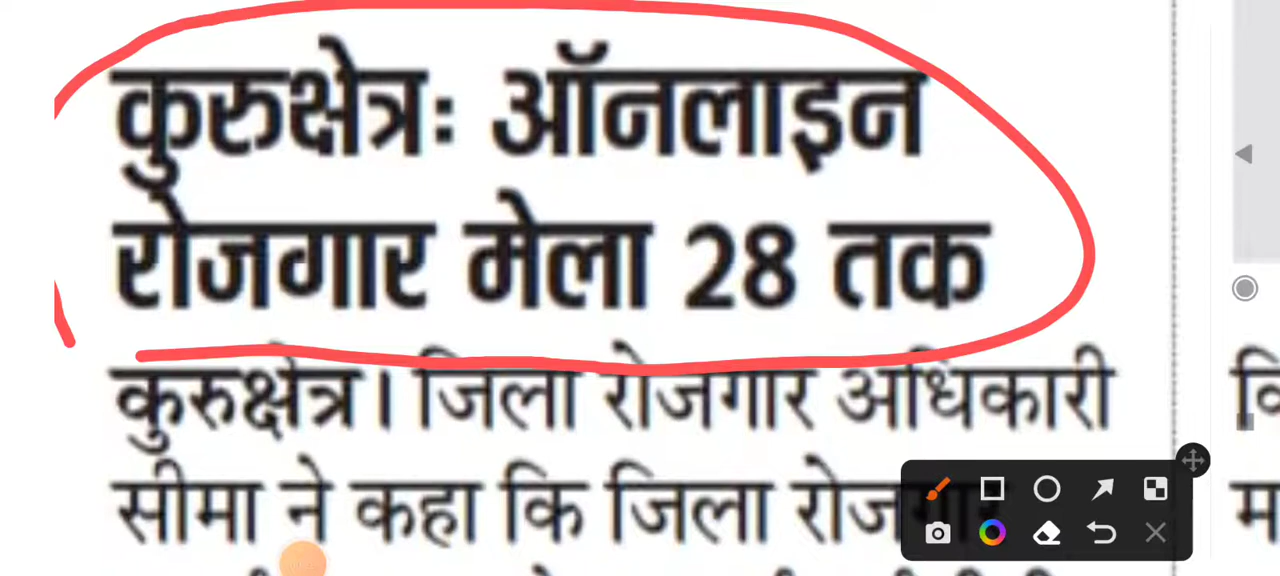 कुरुक्षेत्रः ऑनलाइन
रोजगार मेला 28 तक
कुरुक्षेत्र। जिला रोजगार अधिकारी
सीमा ने कहा कि जिला